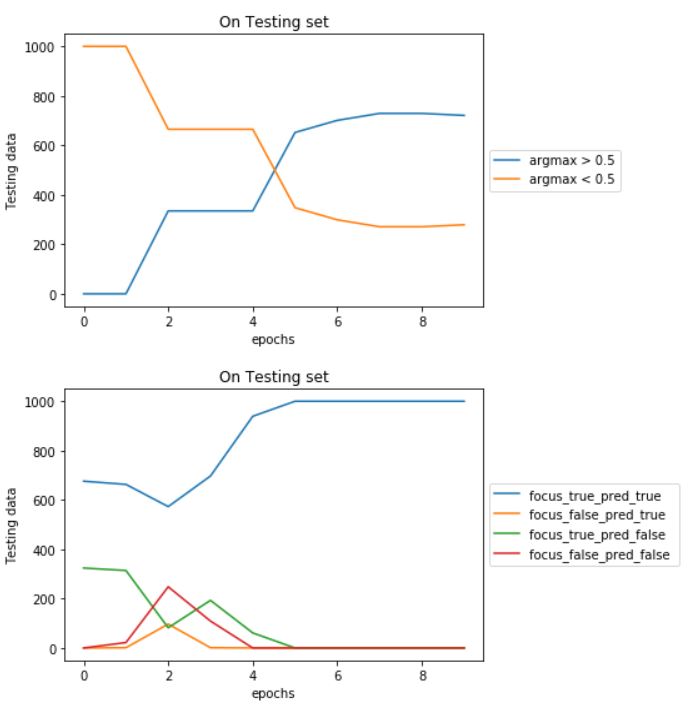 On Testing set
1000
800
600
400
200
0
Testing data
0 2 4 6 8
epochs
argmax > 0.5
argmax < 0.5
On Testing set
1000
800
600
400
200
0
Testing data
0 2 4 6 8
epochs
focus_true_pred_true
focus_false_pred_true
focus_true_pred_false
focus_false_pred_false